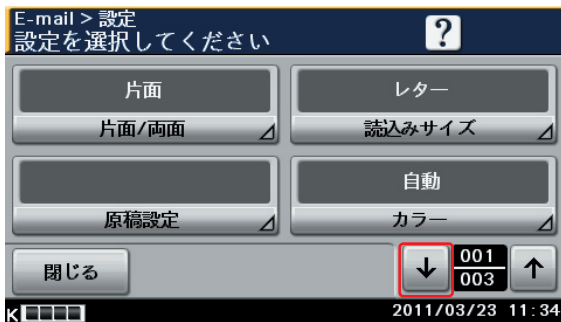 E-mail > 設定
設定を選択してください
?
片面
レター
片面/両面
読込みサイズ
自動
原稿設定
カラー
閉じる
↓
001
003
↑
K
2011/03/23 11:34